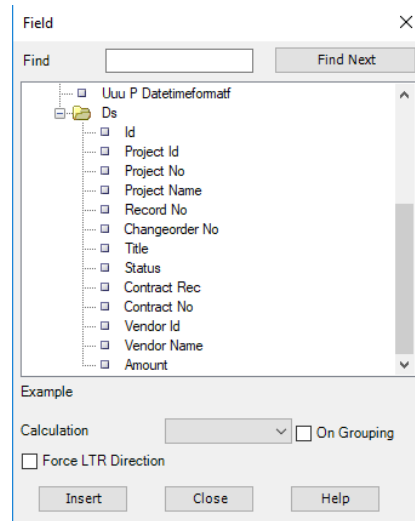 Field
Find
Find Next
Uuu P Datetimeformatf
Ds
Id
Project Id
Project No
Project Name
Record No
Changeorder No
Title
Status
Contract Rec
Contract No
Vendor Id
Vendor Name
Amount
Example
Calculation
On Grouping
Force LTR Direction
Insert
Close
Help